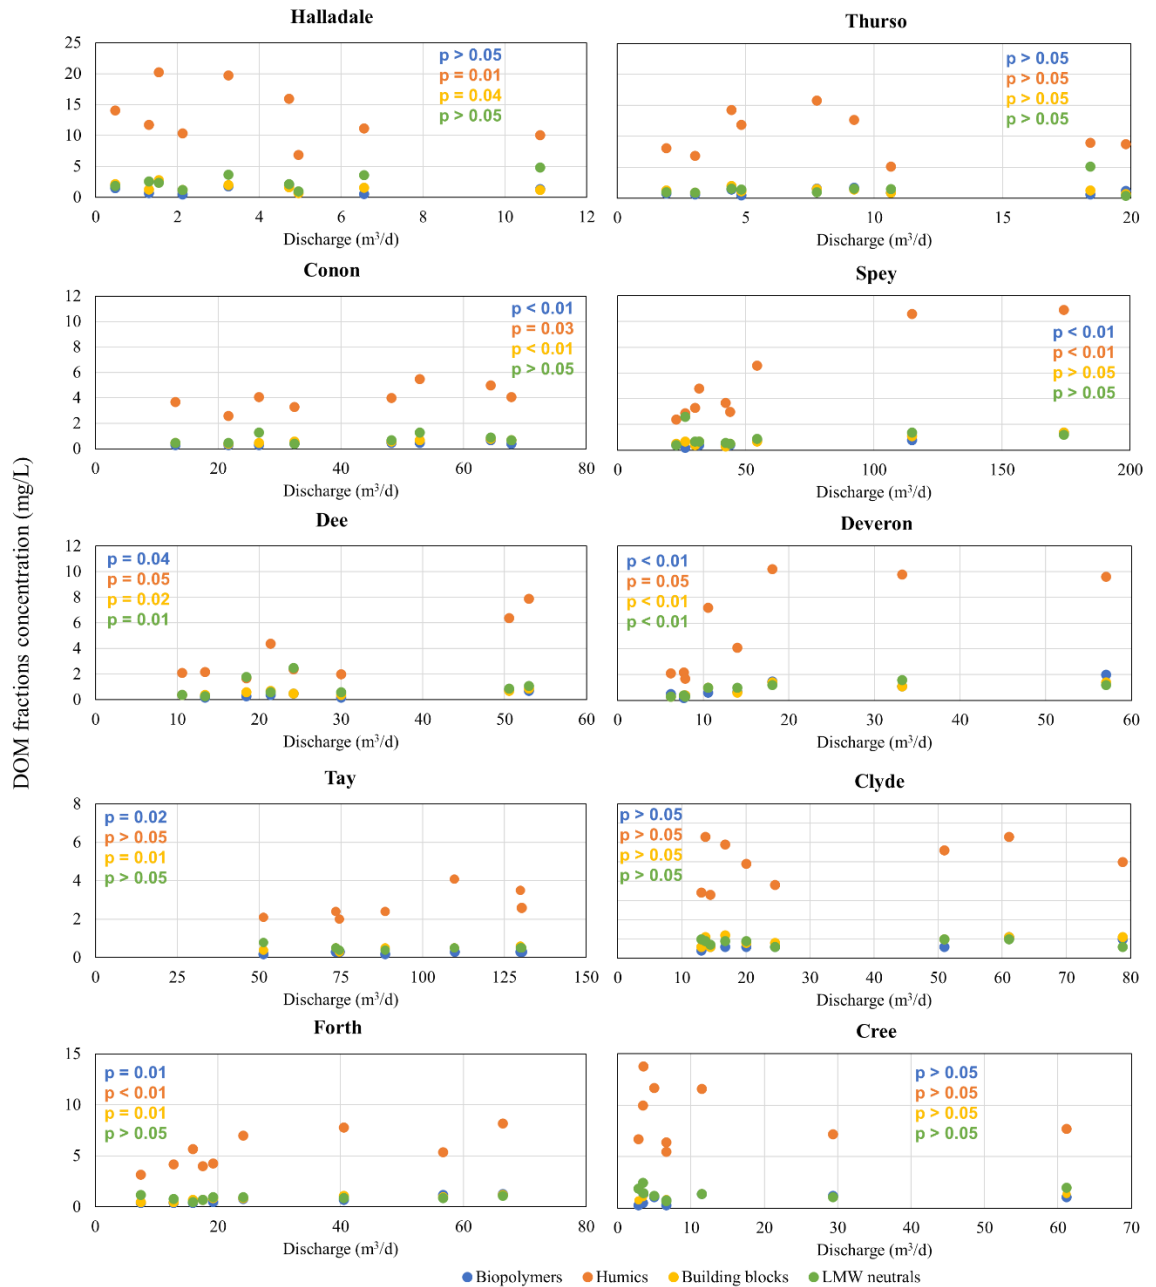 Halladale
25
20
15
10
5
0
p > 0.05
p = 0.01
p = 0.04
p > 0.05
0 2 4 6 8 10 12
Discharge (m³/d)
Thurso
p > 0.05
p > 0.05
p > 0.05
p > 0.05
0 5 10 15 20
Discharge (m³/d)
Conon
12
10
8
6
4
2
0
p < 0.01
p = 0.03
p < 0.01
p > 0.05
0 20 40 60 80
Discharge (m³/d)
Spey
p < 0.01
p < 0.01
p > 0.05
p > 0.05
0 50 100 150 200
Discharge (m³/d)
DOM fractions concentration (mg/L)
Dee
12
10
8
6
4
2
0
p = 0.04
p = 0.05
p = 0.02
p = 0.01
0 10 20 30 40 50 60
Discharge (m³/d)
Deveron
p < 0.01
p = 0.05
p < 0.01
p < 0.01
0 10 20 30 40 50 60
Discharge (m³/d)
Tay
8
6
4
2
0
p = 0.02
p > 0.05
p = 0.01
p > 0.05
0 25 50 75 100 125 150
Discharge (m³/d)
Clyde
p > 0.05
p > 0.05
p > 0.05
p > 0.05
0 10 20 30 40 50 60 70 80
Discharge (m³/d)
Forth
15
10
5
0
p = 0.01
p < 0.01
p = 0.01
p > 0.05
0 20 40 60 80
Discharge (m³/d)
Cree
p > 0.05
p > 0.05
p > 0.05
p > 0.05
0 10 20 30 40 50 60 70
Discharge (m³/d)
Biopolymers Humics Building blocks LMW neutrals